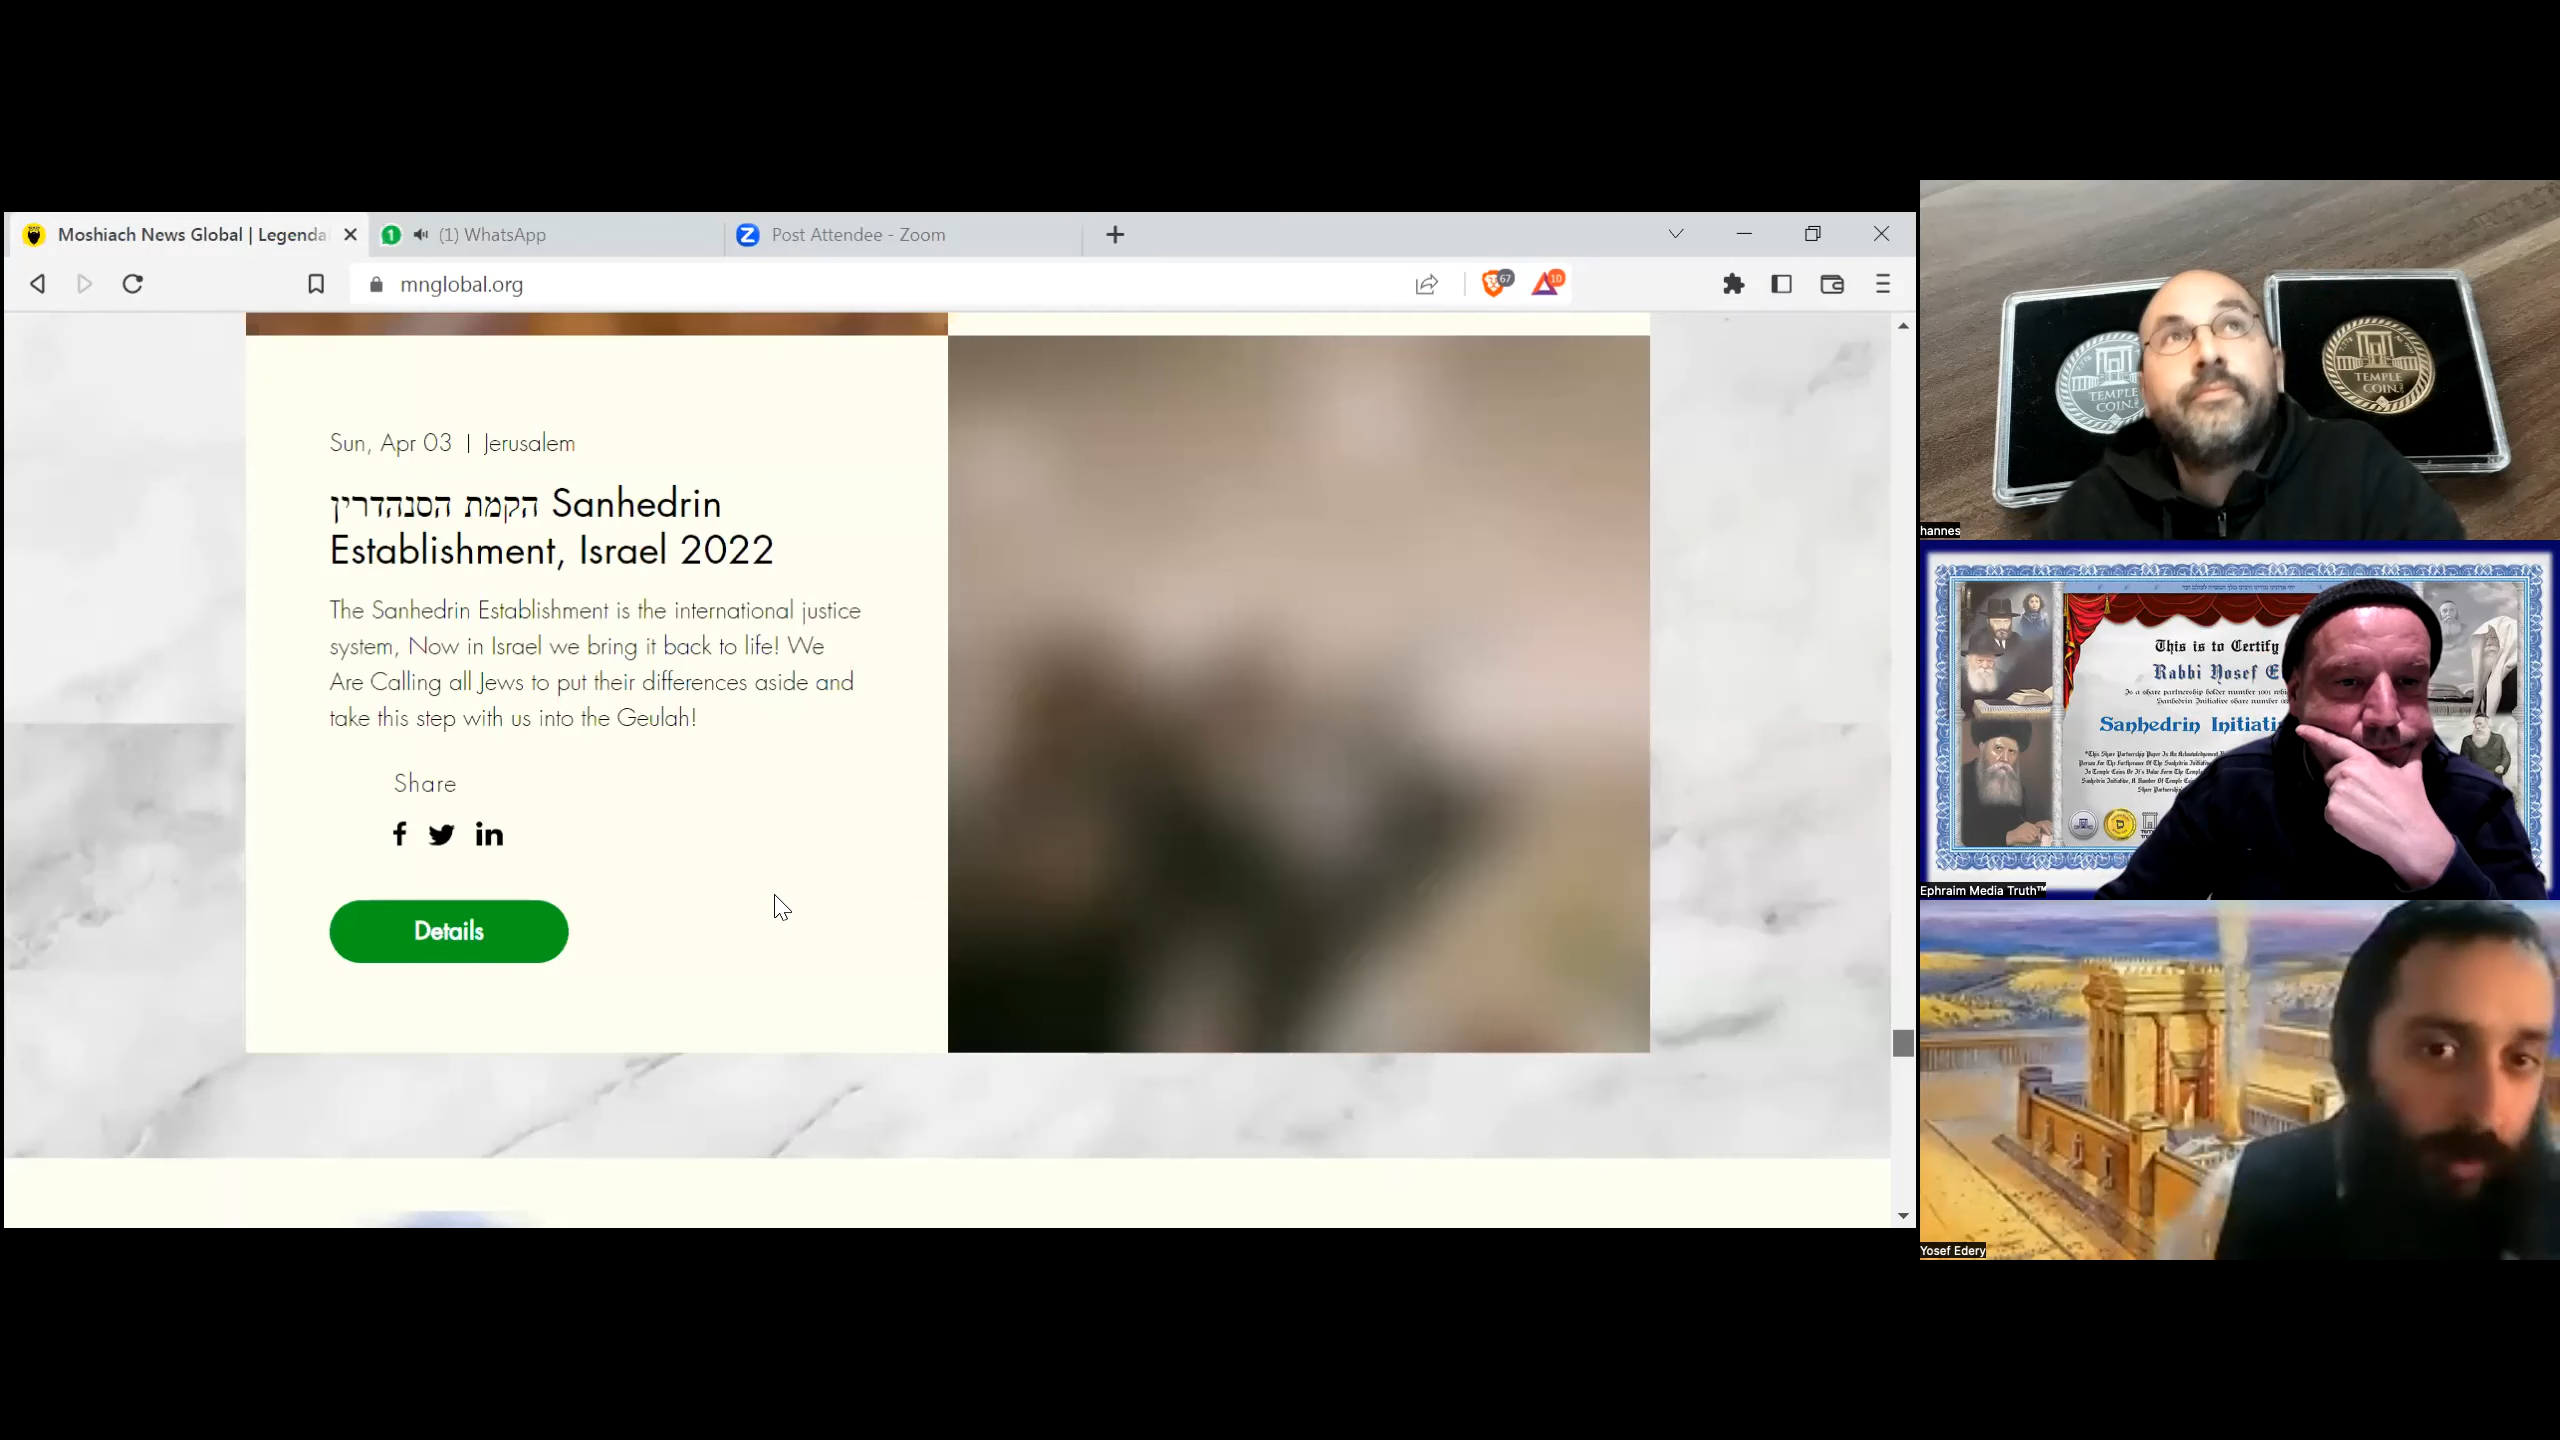 Moshiach News Global | Legenda
(1) WhatsApp
Post Attendee - Zoom
mnglobal.org
67
10
Sun, Apr 03 | Jerusalem
הקמת הסנהדרין Sanhedrin
Establishment, Israel 2022
The Sanhedrin Establishment is the international justice
system, Now in Israel we bring it back to life! We
Are Calling all Jews to put their differences aside and
take this step with us into the Geulah!
Share
Details
TEMPLE
COIN
TEMPLE
COIN
hannes
This is to Certify
Rabbi Yosef E
Sanhedrin Initiati
Ephraim Media Truth™
Yosef Edery